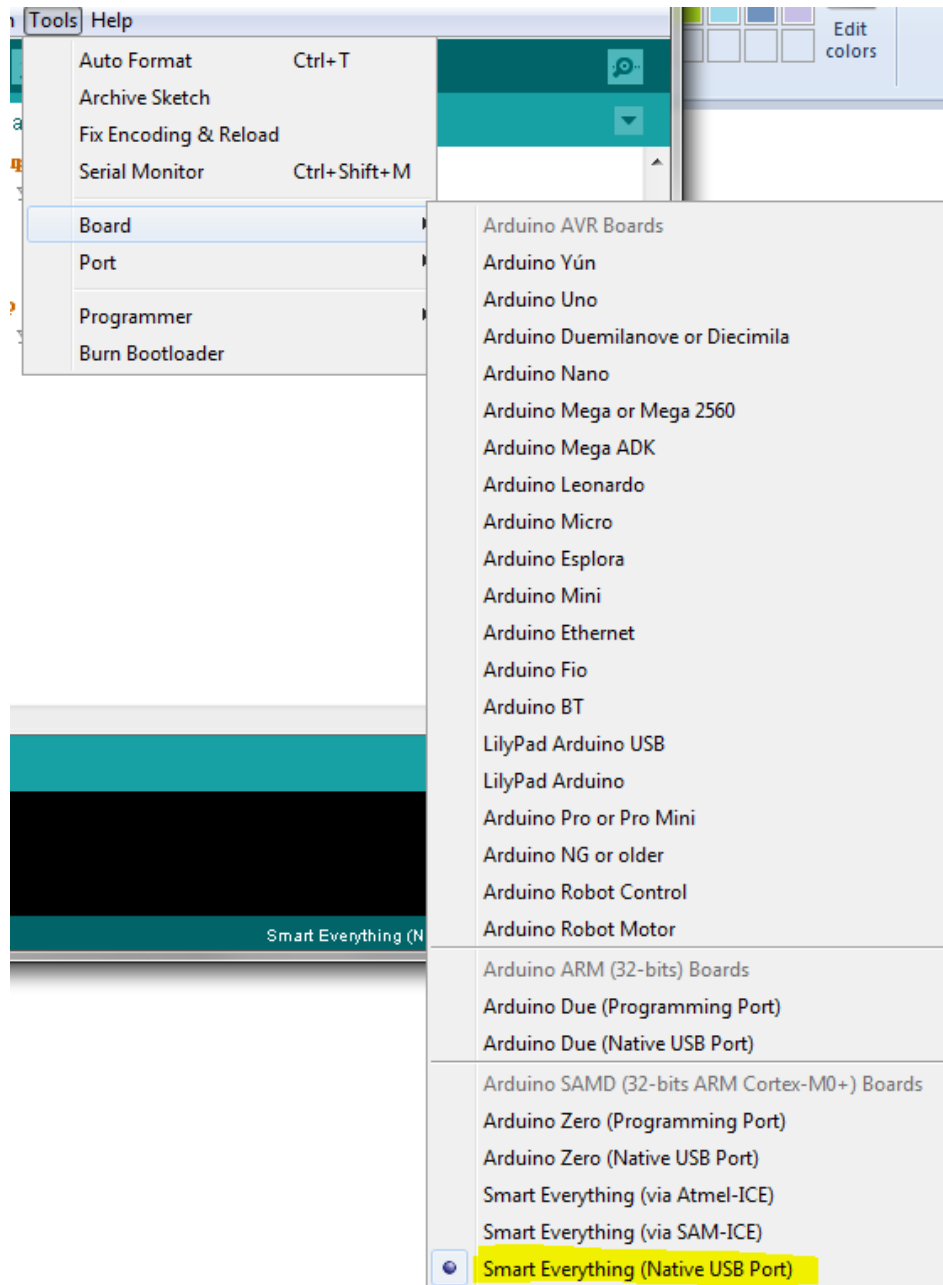 Tools Help
Edit
colors
Auto Format Ctrl+T
Archive Sketch
Fix Encoding & Reload
Serial Monitor Ctrl+Shift+M
Board
Port
Programmer
Burn Bootloader
Arduino AVR Boards
Arduino Yún
Arduino Uno
Arduino Duemilanove or Diecimila
Arduino Nano
Arduino Mega or Mega 2560
Arduino Mega ADK
Arduino Leonardo
Arduino Micro
Arduino Esplora
Arduino Mini
Arduino Ethernet
Arduino Fio
Arduino BT
LilyPad Arduino USB
LilyPad Arduino
Arduino Pro or Pro Mini
Arduino NG or older
Arduino Robot Control
Arduino Robot Motor
Arduino ARM (32-bits) Boards
Arduino Due (Programming Port)
Arduino Due (Native USB Port)
Arduino SAMD (32-bits ARM Cortex-M0+) Boards
Arduino Zero (Programming Port)
Arduino Zero (Native USB Port)
Smart Everything (via Atmel-ICE)
Smart Everything (via SAM-ICE)
Smart Everything (Native USB Port)
Smart Everything (N